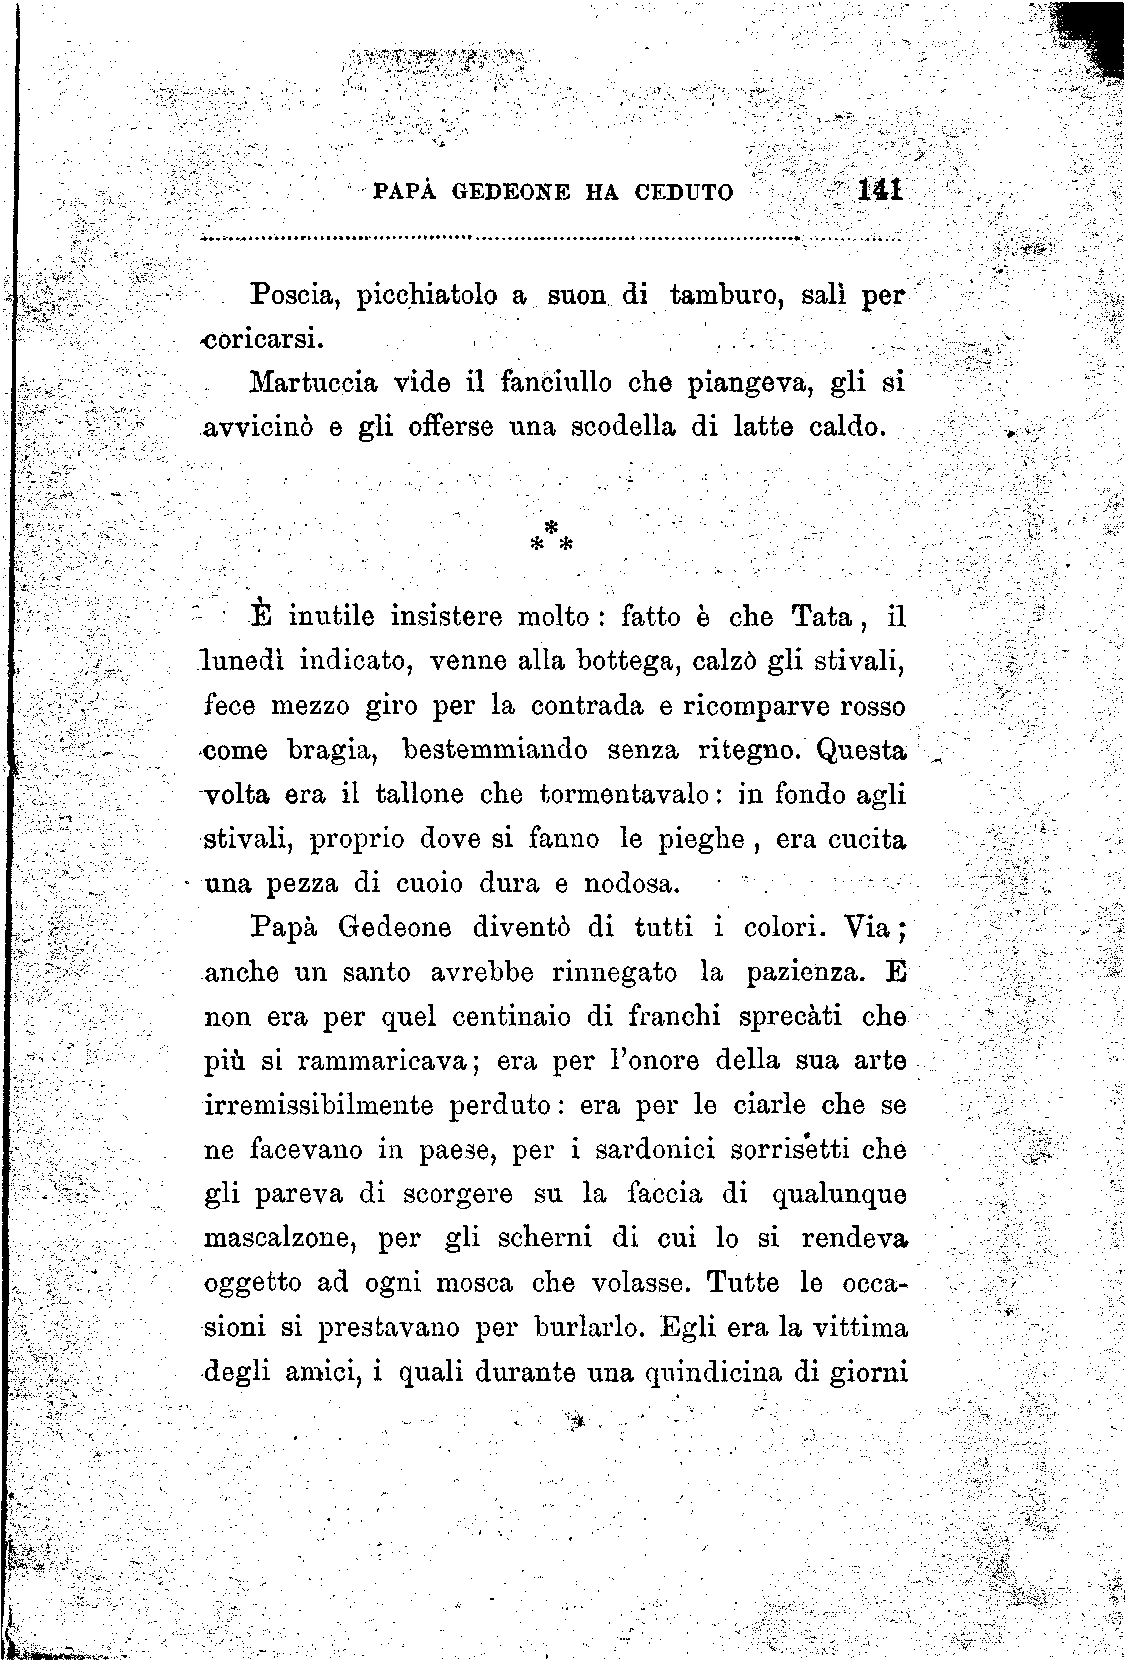 PAPÀ GEDEONE HA CEDUTO 141
Poscia, picchiatolo a suon di tamburo, salì per
coricarsi.
Martuccia vide il fanciullo che piangeva, gli si
avvicinò e gli offerse una scodella di latte caldo.
*
* *
È inutile insistere molto : fatto è che Tata, il
lunedì indicato, venne alla bottega, calzò gli stivali,
fece mezzo giro per la contrada e ricomparve rosso
come bragia, bestemmiando senza ritegno. Questa
volta era il tallone che tormentavalo : in fondo agli
stivali, proprio dove si fanno le pieghe, era cucita
una pezza di cuoio dura e nodosa.
Papà Gedeone diventò di tutti i colori. Via ;
anche un santo avrebbe rinnegato la pazienza. E
non era per quel centinaio di franchi sprecàti che
più si rammaricava ; era per l'onore della sua arte
irremissibilmente perduto : era per le ciarle che se
ne facevano in paese, per i sardonici sorrisetti che
gli pareva di scorgere su la faccia di qualunque
mascalzone, per gli scherni di cui lo si rendeva
oggetto ad ogni mosca che volasse. Tutte le occa-
sioni si prestavano per burlarlo. Egli era la vittima
degli amici, i quali durante una quindicina di giorni